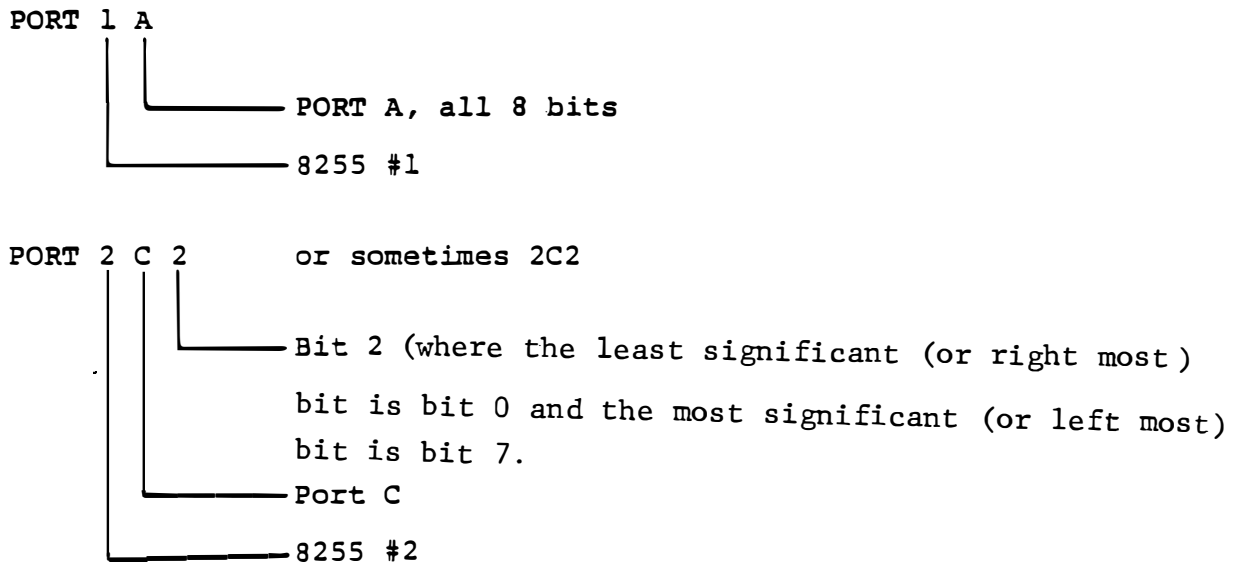 PORT 1 A
PORT A, all 8 bits
8255 #1
PORT 2 C 2 or sometimes 2C2
Bit 2 (where the least significant (or right most)
bit is bit 0 and the most significant (or left most)
bit is bit 7.
Port C
8255 #2